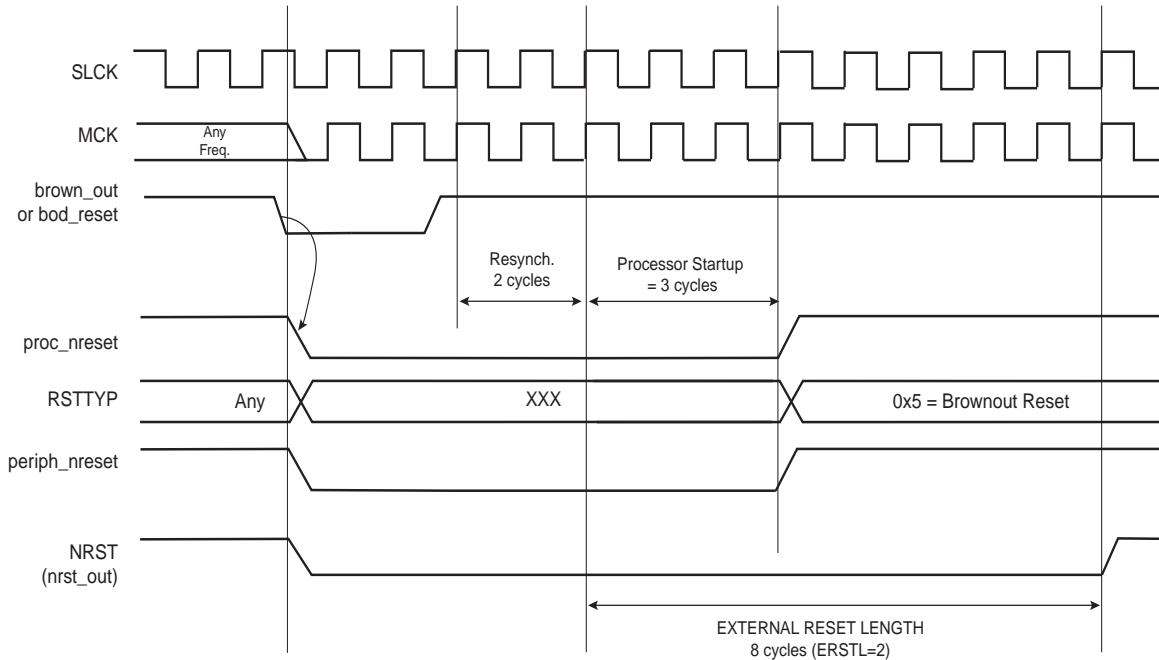 SLCK
MCK
Any
Freq.
brown_out
or bod_reset
Resynch.
2 cycles
Processor Startup
= 3 cycles
proc_nreset
RSTTYP
Any
XXX
0x5 = Brownout Reset
periph_nreset
NRST
(nrst_out)
EXTERNAL RESET LENGTH
8 cycles (ERSTL=2)